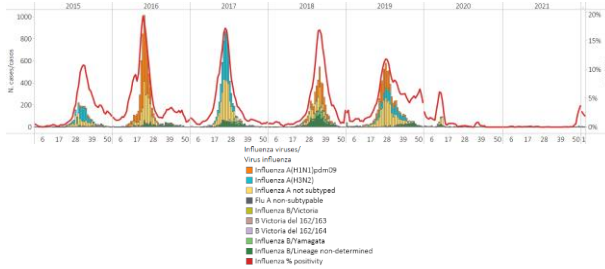 2015 2016 2017 2018 2019 2020 2021
1000 20%
800 15%
600
10%
400
200 5%
0 0%
N. cases/casos
6 17 28 39 50 6 17 28 39 50 6 17 28 39 50 6 17 28 39 50 6 17 28 39 50 6 17 28 39 50 6 17 28 39 50 1
Influenza viruses/
Virus influenza
Influenza A(H1N1)pdm09
Influenza A(H3N2)
Influenza A not subtyped
Flu A non-subtypable
Influenza B/Victoria
B Victoria del 162/163
B Victoria del 162/164
Influenza B/Yamagata
Influenza B/Lineage non-determined
Influenza % positivity